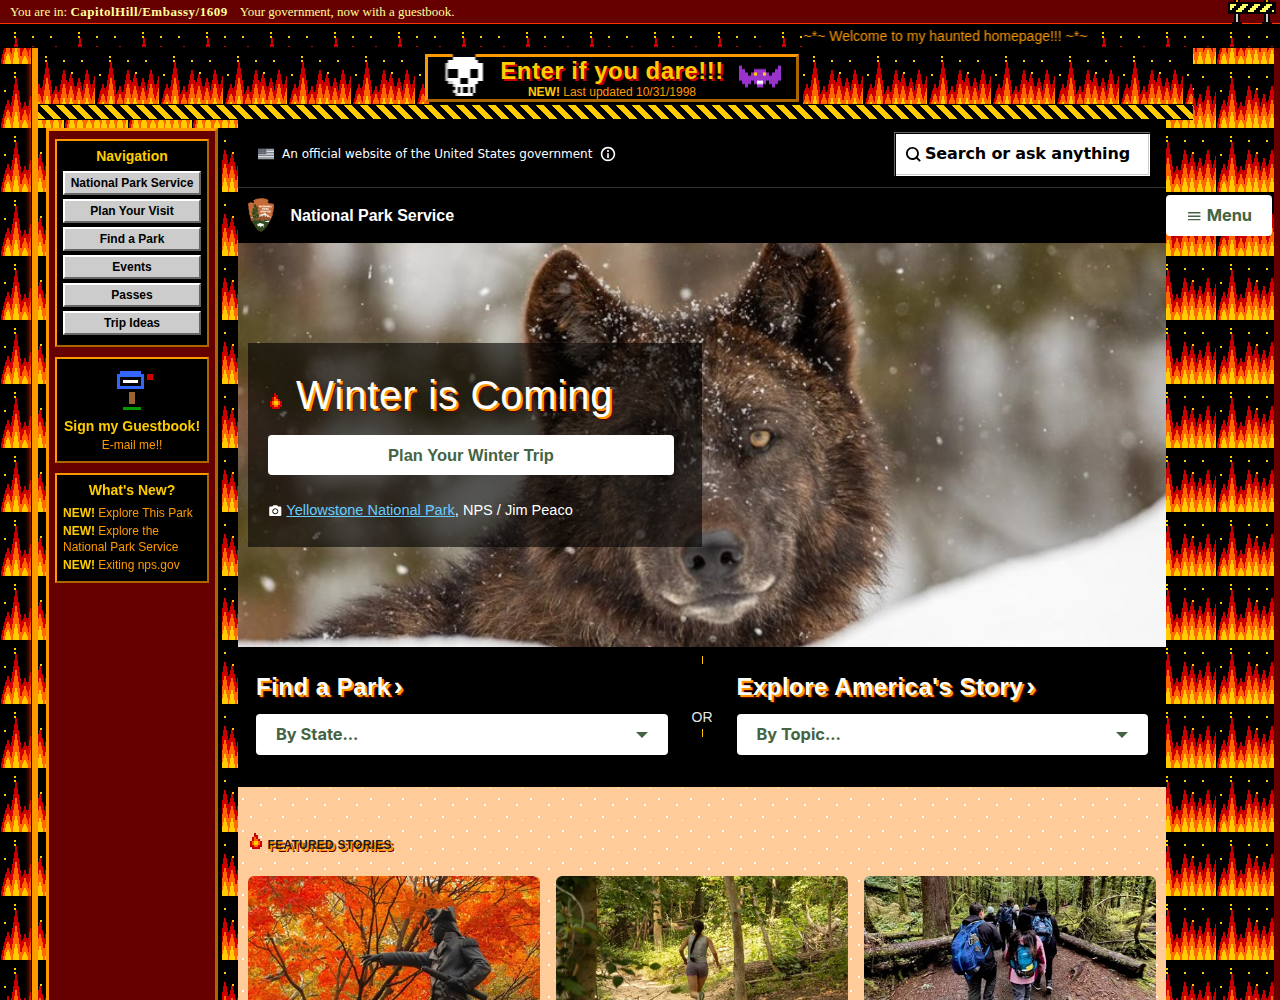 You are in: CapitolHill/Embassy/1609 Your government, now with a guestbook.
~*~ Welcome to my haunted homepage!!! ~*~
Enter if you dare!!!
NEW! Last updated 10/31/1998
Navigation
National Park Service
Plan Your Visit
Find a Park
Events
Passes
Trip Ideas
Sign my Guestbook!
E-mail me!!
What's New?
NEW! Explore This Park
NEW! Explore the
National Park Service
NEW! Exiting nps.gov
An official website of the United States government
Search or ask anything
National Park Service
Menu
Winter is Coming
Plan Your Winter Trip
Yellowstone National Park, NPS / Jim Peaco
Find a Park›
By State...
OR
Explore America's Story›
By Topic...
FEATURED STORIES